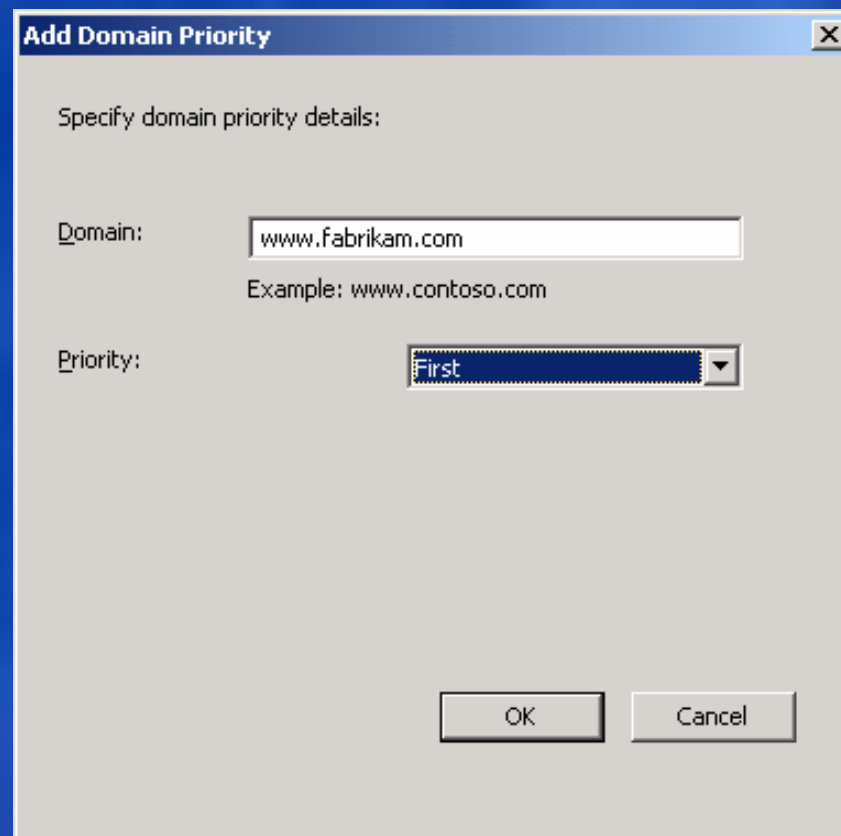 Add Domain Priority
Specify domain priority details:
Domain: www.fabrikam.com
Example: www.contoso.com
Priority: First
OK Cancel